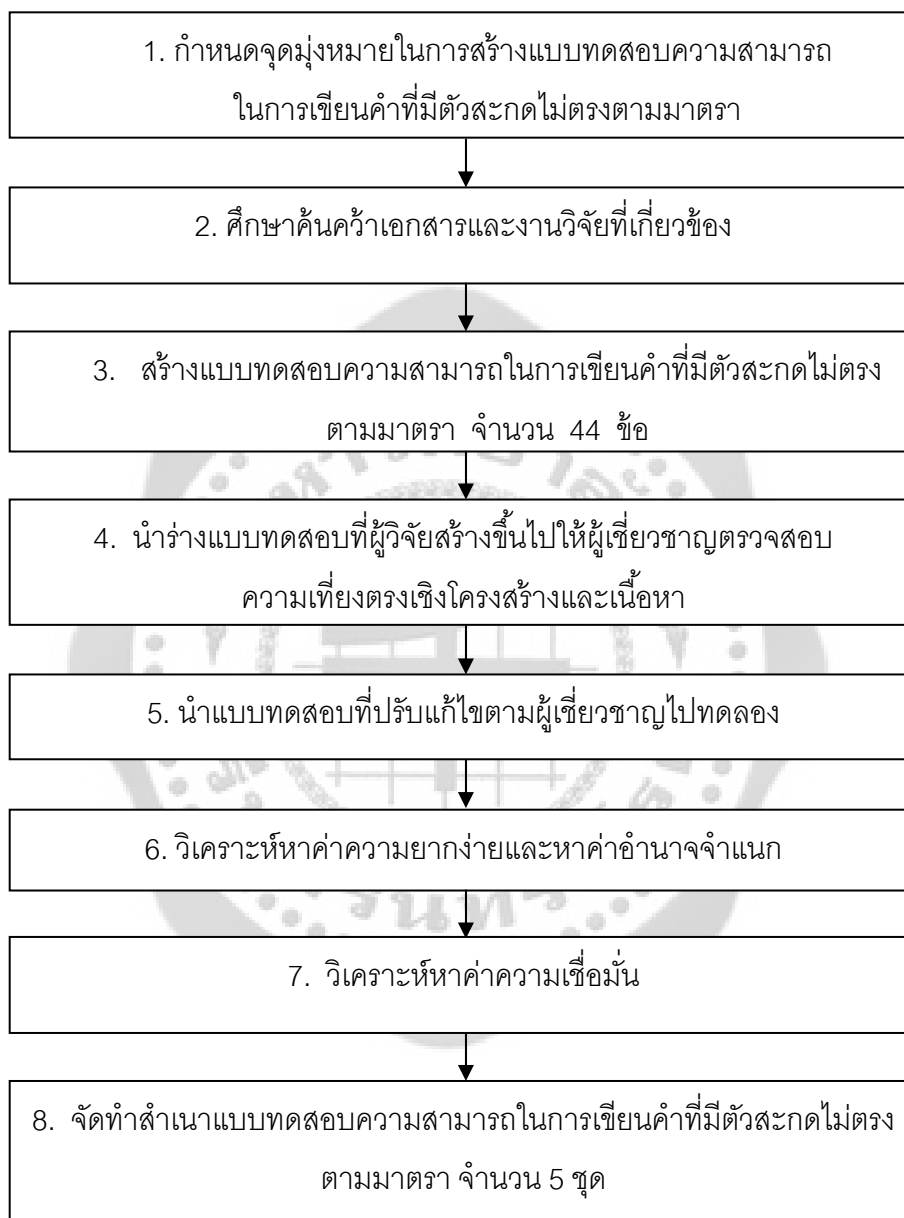 1. กำหนดจุดมุ่งหมายในการสร้างแบบทดสอบความสามารถ
ในการเขียนคำที่มีตัวสะกดไม่ตรงตามมาตรา
2. ศึกษาค้นคว้าเอกสารและงานวิจัยที่เกี่ยวข้อง
3. สร้างแบบทดสอบความสามารถในการเขียนคำที่มีตัวสะกดไม่ตรง
ตามมาตรา จำนวน 44 ข้อ
4. นำร่างแบบทดสอบที่ผู้วิจัยสร้างขึ้นไปให้ผู้เชี่ยวชาญตรวจสอบ
ความเที่ยงตรงเชิงโครงสร้างและเนื้อหา
5. นำแบบทดสอบที่ปรับแก้ไขตามผู้เชี่ยวชาญไปทดลอง
6. วิเคราะห์หาค่าความยากง่ายและหาค่าอำนาจจำแนก
7. วิเคราะห์หาค่าความเชื่อมั่น
8. จัดทำสำเนาแบบทดสอบความสามารถในการเขียนคำที่มีตัวสะกดไม่ตรง
ตามมาตรา จำนวน 5 ชุด